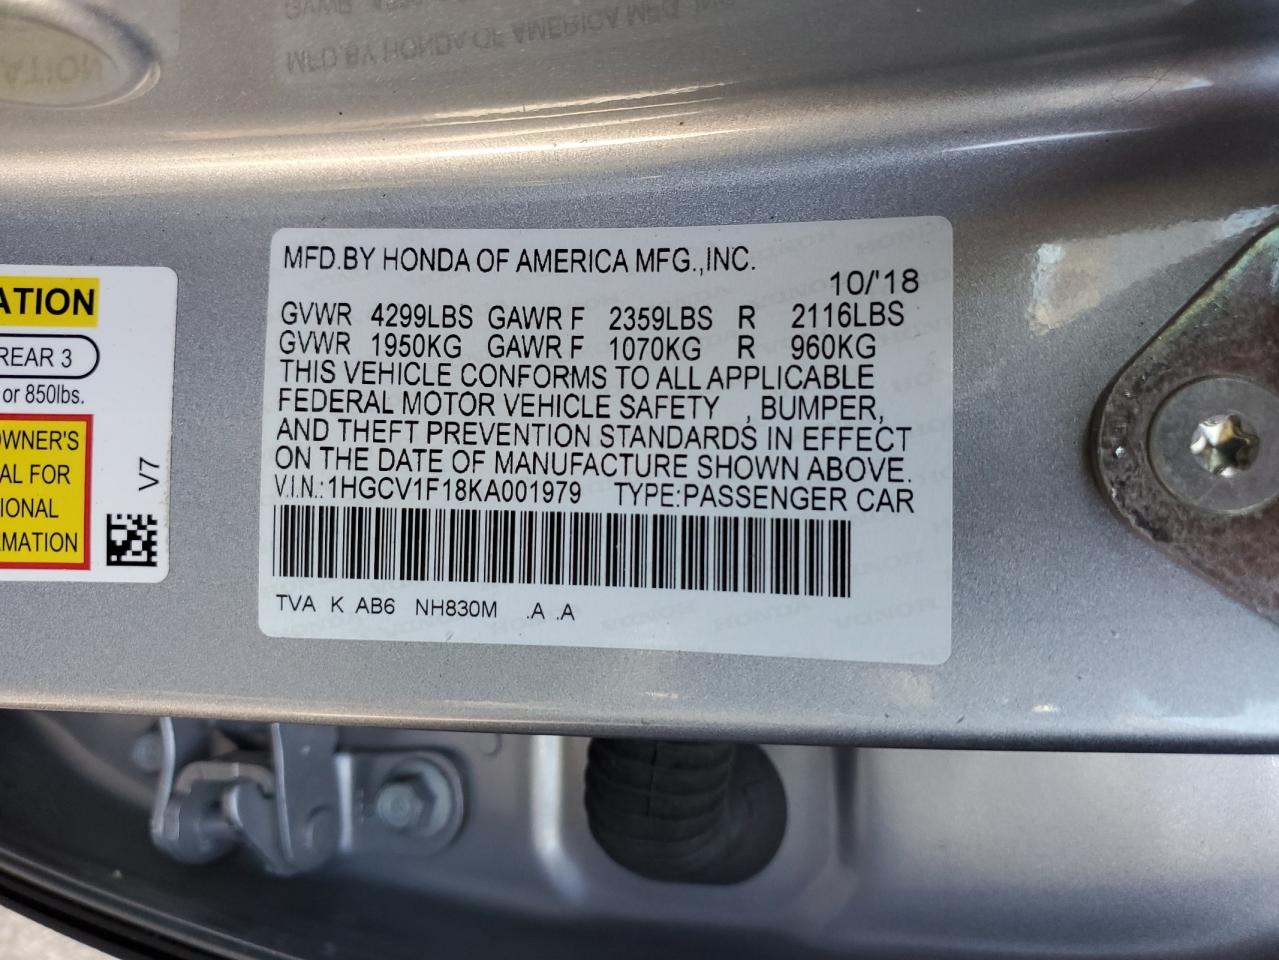 MFD.BY HONDA OF AMERICA MFG.,INC.
10/'18
GVWR 4299LBS GAWR F 2359LBS R 2116LBS
GVWR 1950KG GAWR F 1070KG R 960KG
THIS VEHICLE CONFORMS TO ALL APPLICABLE
FEDERAL MOTOR VEHICLE SAFETY , BUMPER,
AND THEFT PREVENTION STANDARDS IN EFFECT
ON THE DATE OF MANUFACTURE SHOWN ABOVE.
V.I.N.:1HGCV1F18KA001979 TYPE:PASSENGER CAR
TVA K AB6 NH830M .A .A
ATION
REAR 3
or 850lbs.
OWNER'S
AL FOR
IONAL
RMATION
V7